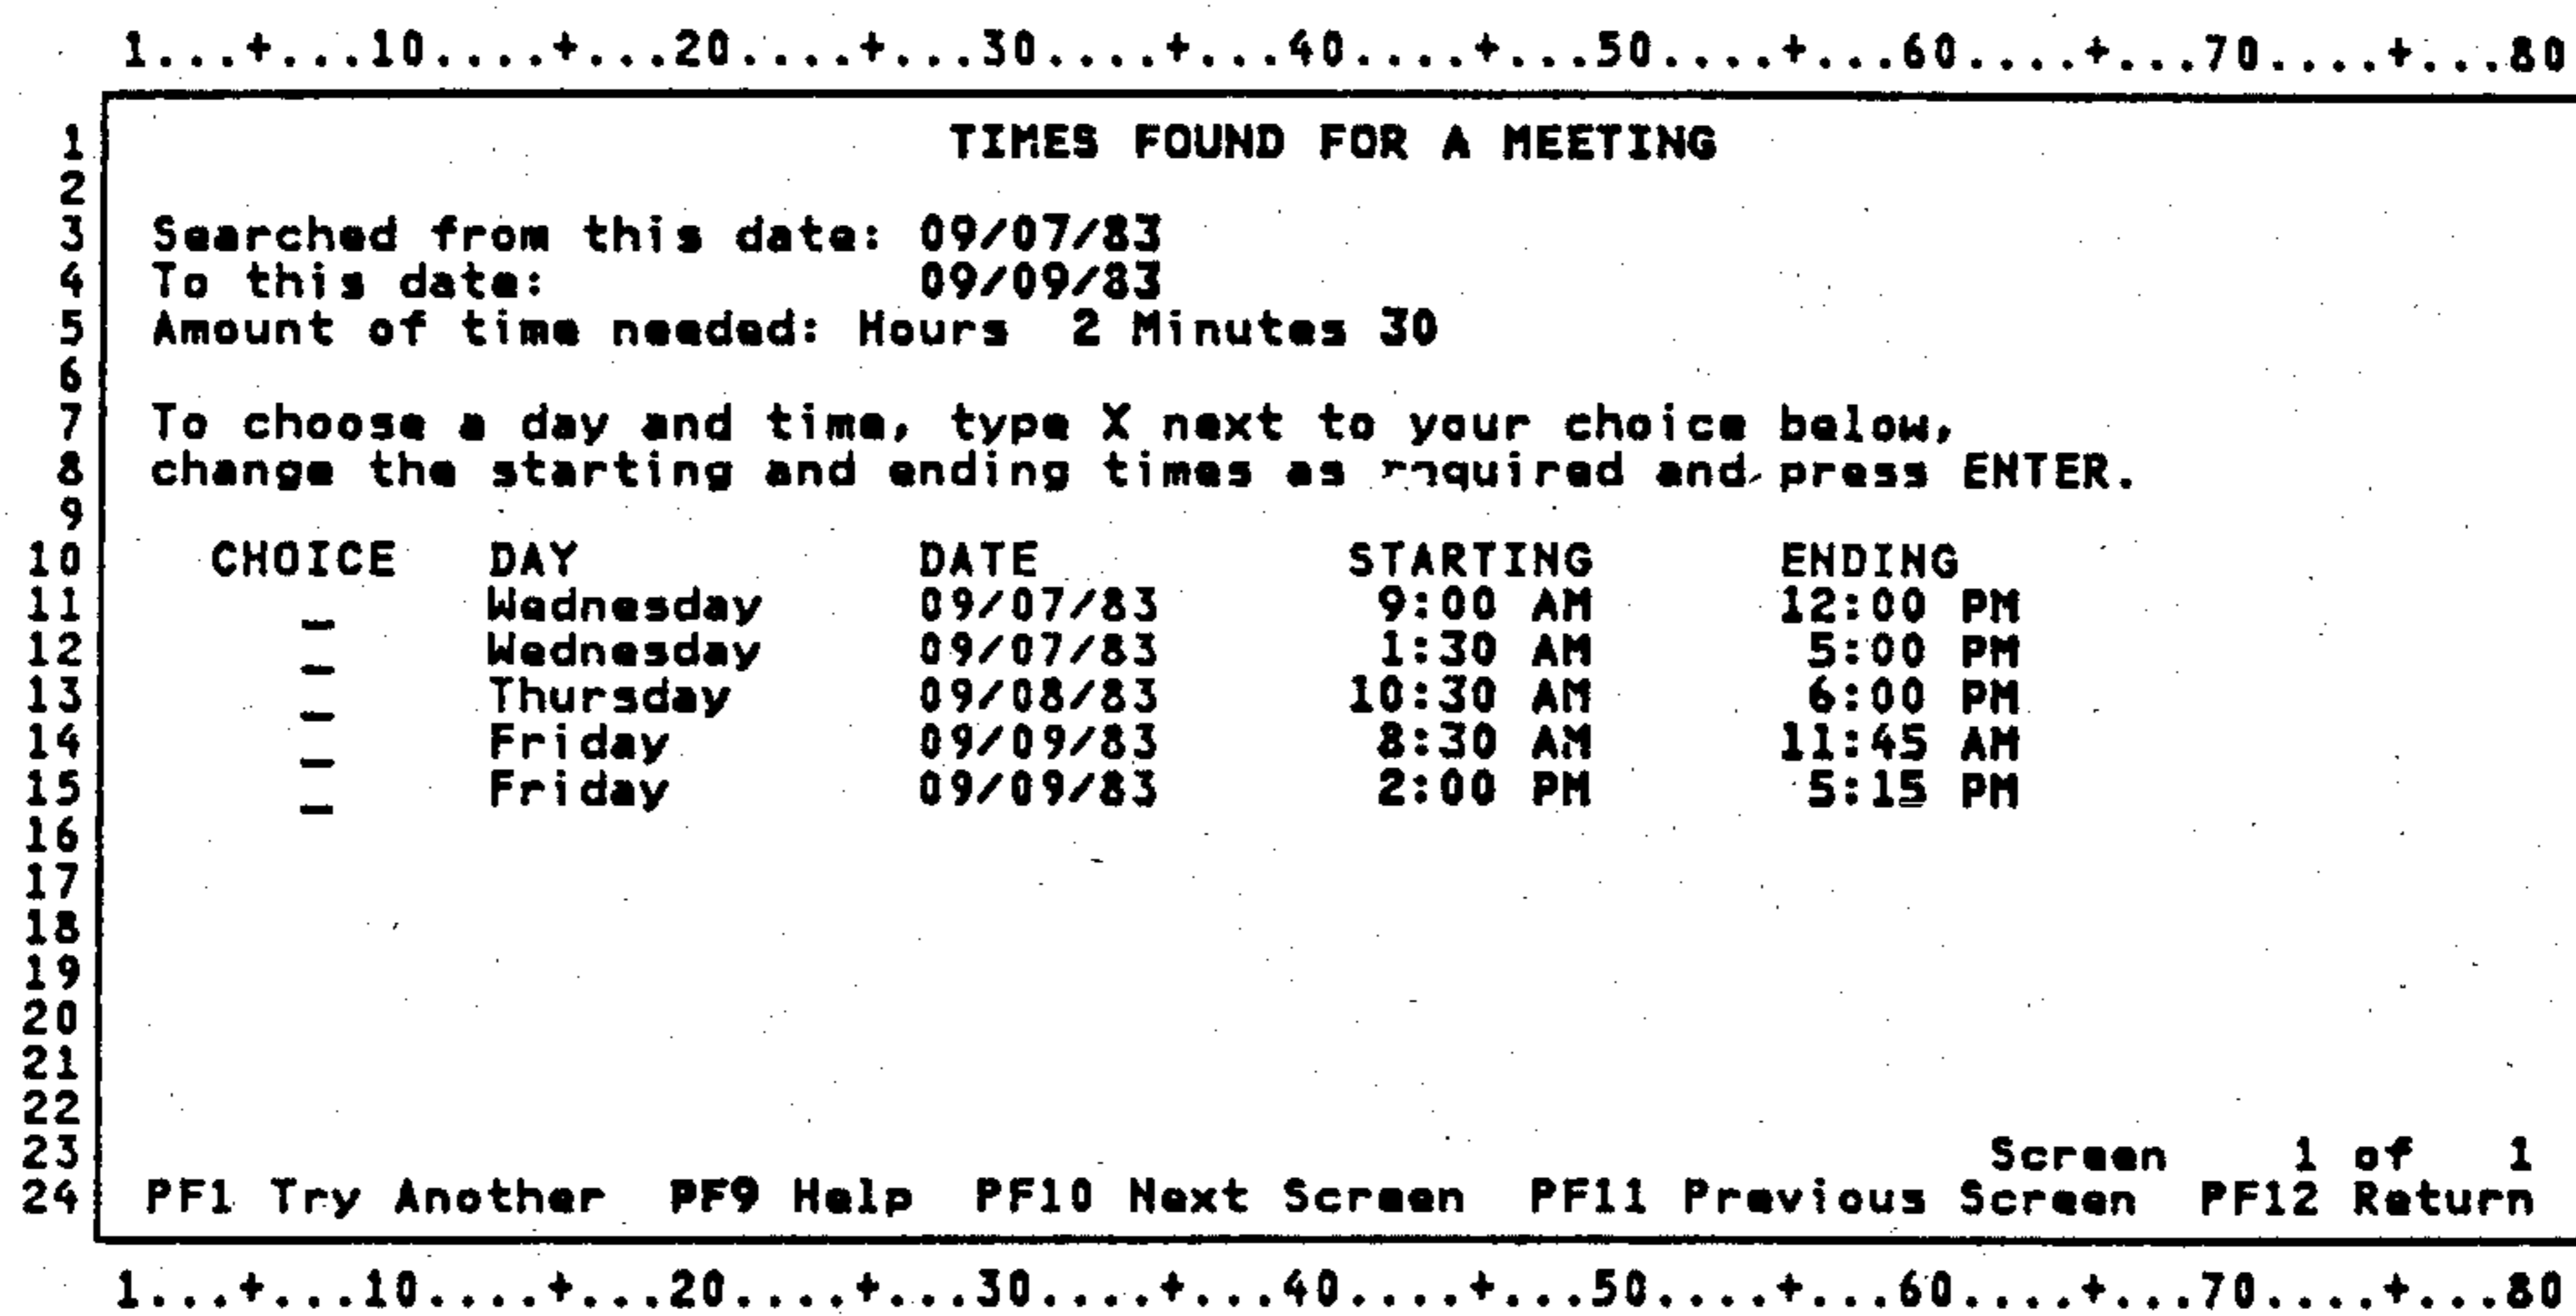 1...+...10....+...20....+...30....+...40....+...50....+...60....+...70....+...80
1 TIMES FOUND FOR A MEETING
2
3 Searched from this date: 09/07/83
4 To this date: 09/09/83
5 Amount of time needed: Hours 2 Minutes 30
6
7 To choose a day and time, type X next to your choice below,
8 change the starting and ending times as required and press ENTER.
9
10 CHOICE DAY DATE STARTING ENDING
11 _ Wednesday 09/07/83 9:00 AM 12:00 PM
12 _ Wednesday 09/07/83 1:30 AM 5:00 PM
13 _ Thursday 09/08/83 10:30 AM 6:00 PM
14 _ Friday 09/09/83 8:30 AM 11:45 AM
15 _ Friday 09/09/83 2:00 PM 5:15 PM
16
17
18
19
20
21
22
23 Screen 1 of 1
24 PF1 Try Another PF9 Help PF10 Next Screen PF11 Previous Screen PF12 Return
1...+...10....+...20....+...30....+...40....+...50....+...60....+...70....+...80